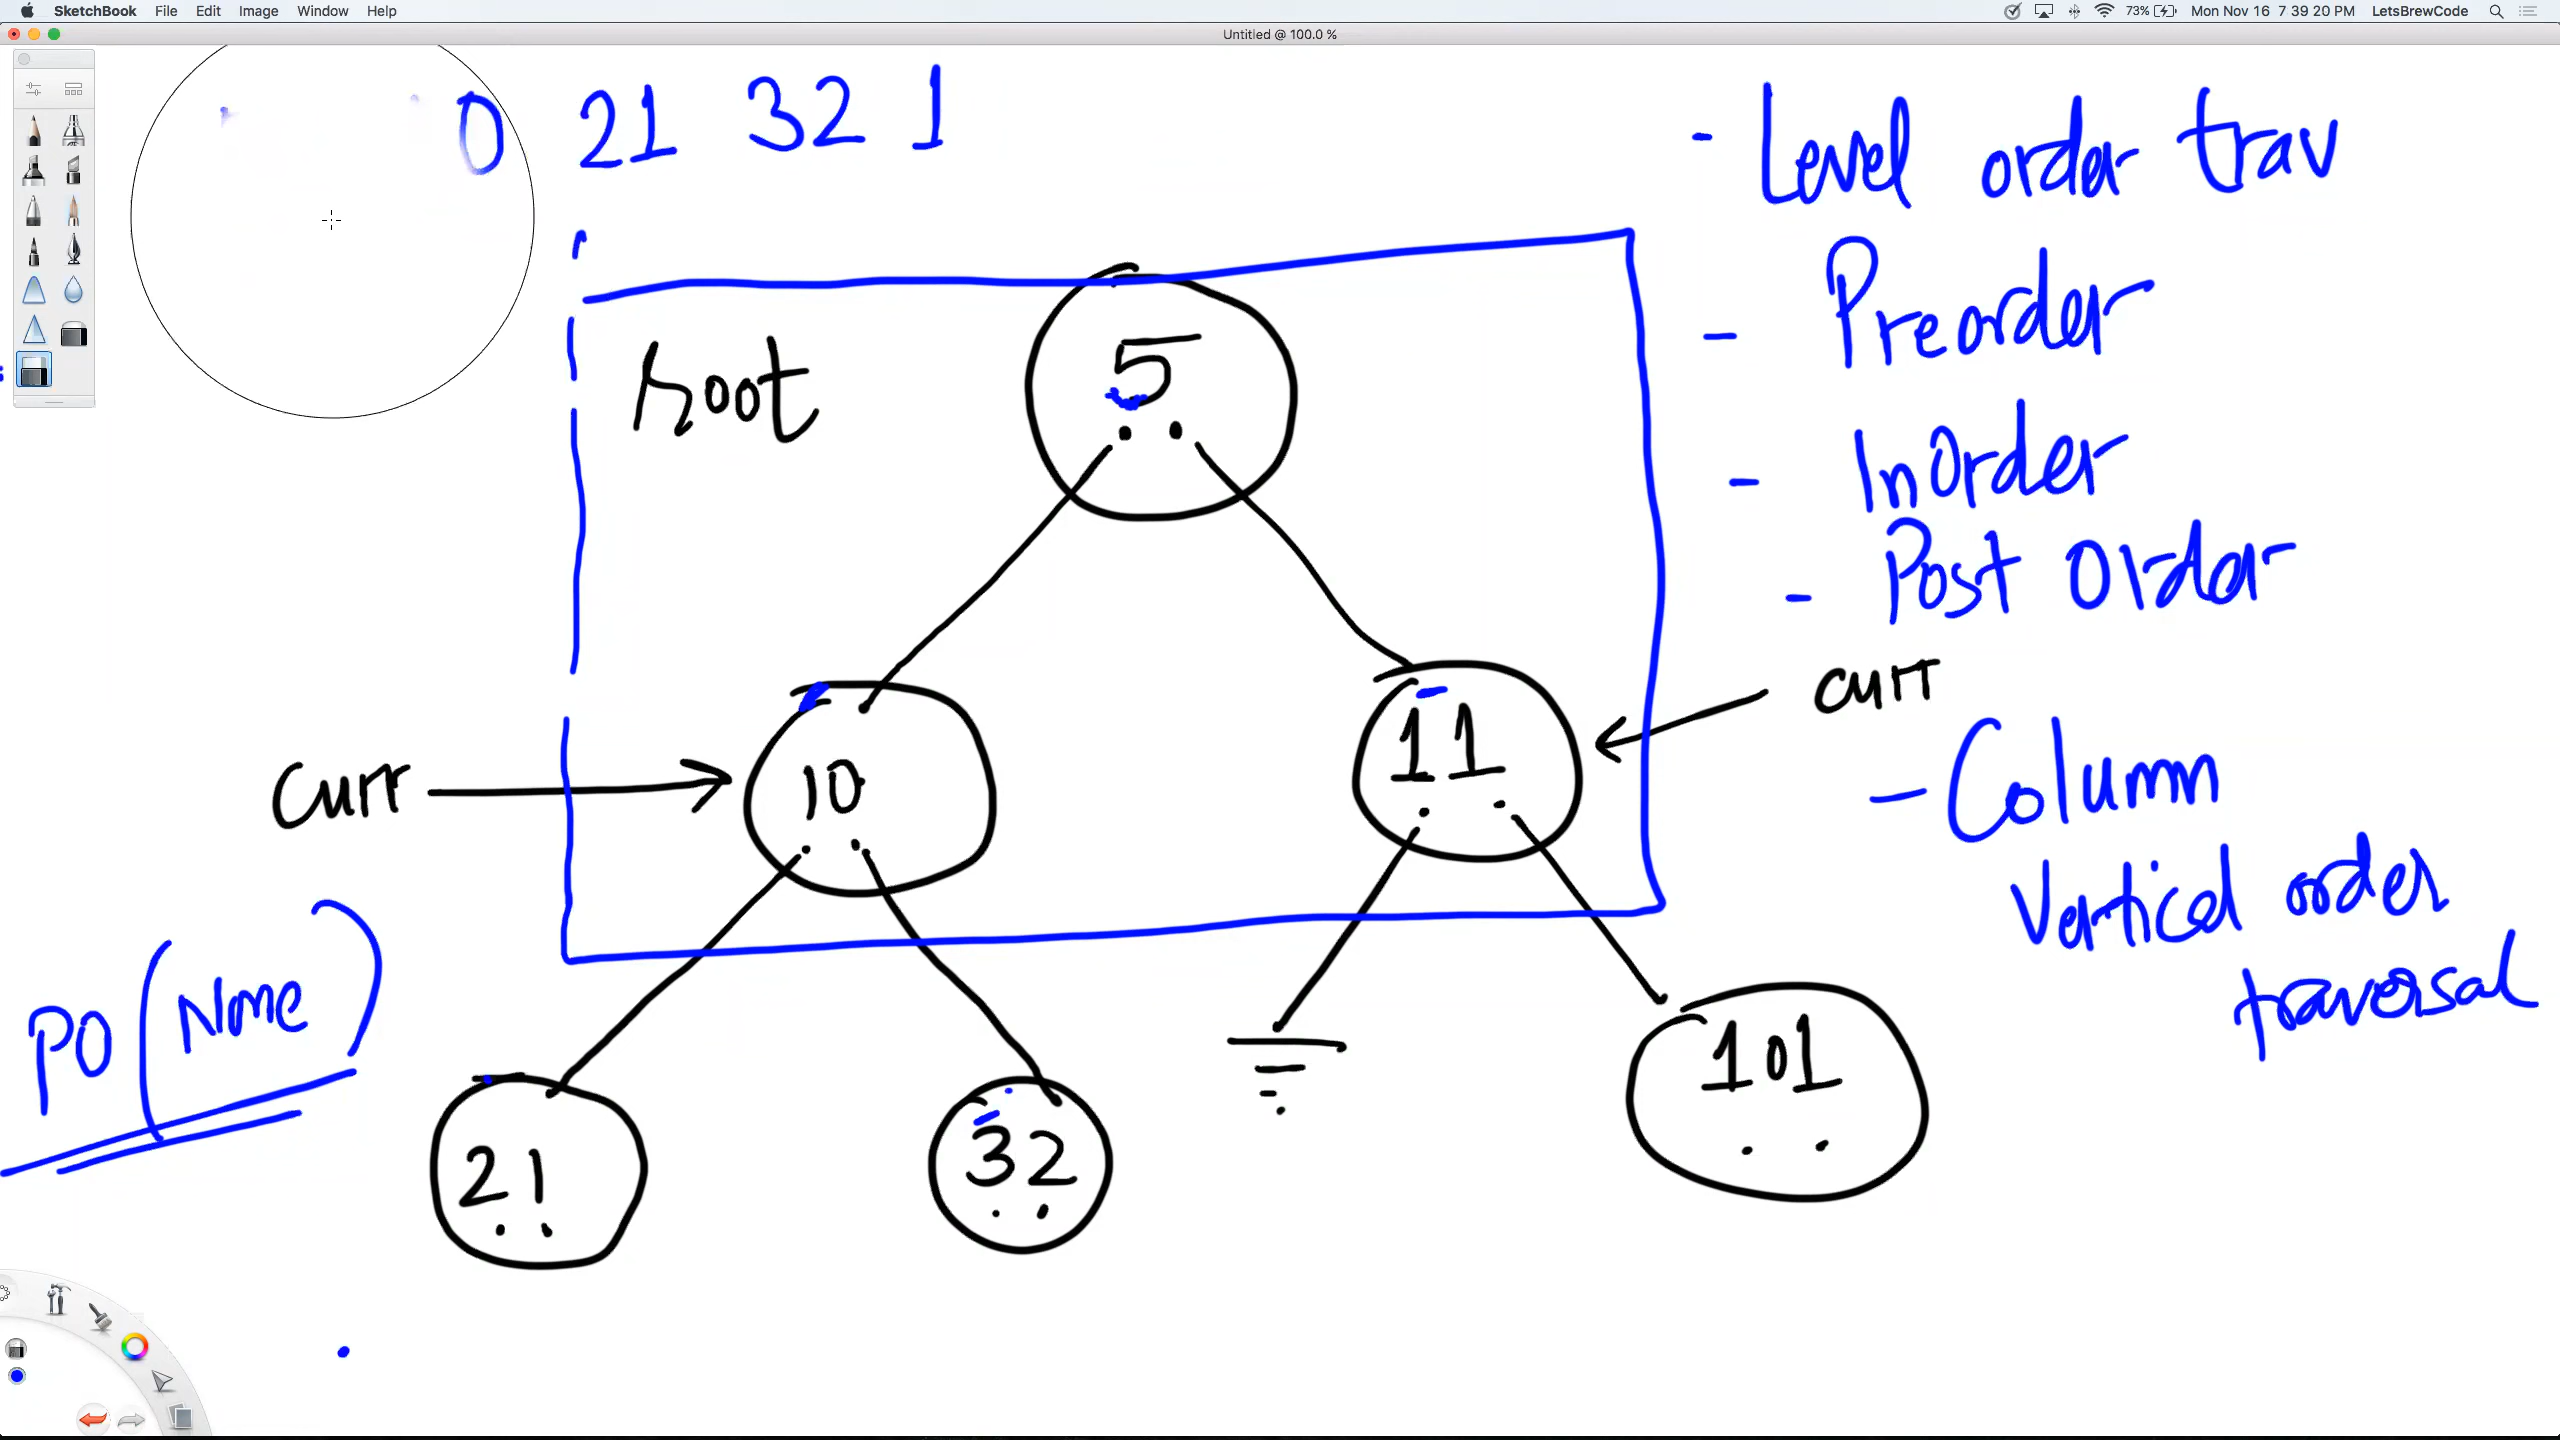 SketchBook File Edit Image Window Help 73% Mon Nov 16 7 39 20 PM LetsBrewCode
Untitled @ 100.0 %
0 21 32 1
- Level order trav
- Preorder
- InOrder
- Post Order
root
5
curr
curr
10
11
- Column
Vertical order
traversal
PO (None)
21
32
101